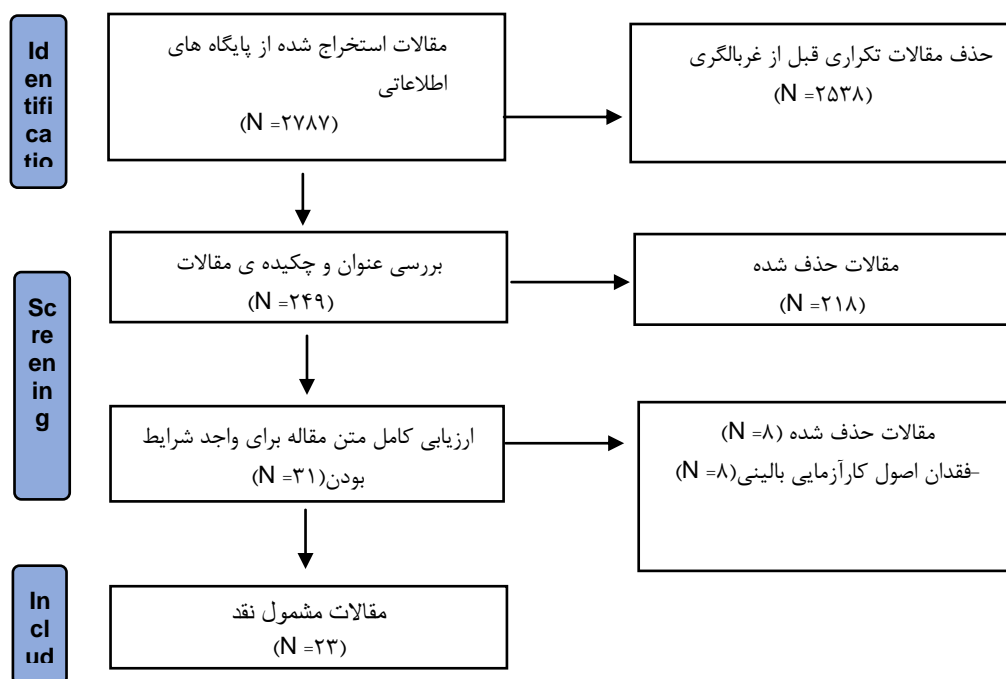 Id
en
tifi
ca
tio
مقالات استخراج شده از پایگاه های
اطلاعاتی
(N =۲۷۸۷)
حذف مقالات تکراری قبل از غربالگری
(N =۲۵۳۸)
Sc
re
en
in
g
بررسی عنوان و چکیده ی مقالات
(N =۲۴۹)
مقالات حذف شده
(N =۲۱۸)
ارزیابی کامل متن مقاله برای واجد شرایط
بودن(N =۳۱)
مقالات حذف شده (N =۸)
-فقدان اصول کارآزمایی بالینی(N =۸)
In
cl
ud
مقالات مشمول نقد
(N =۲۳)